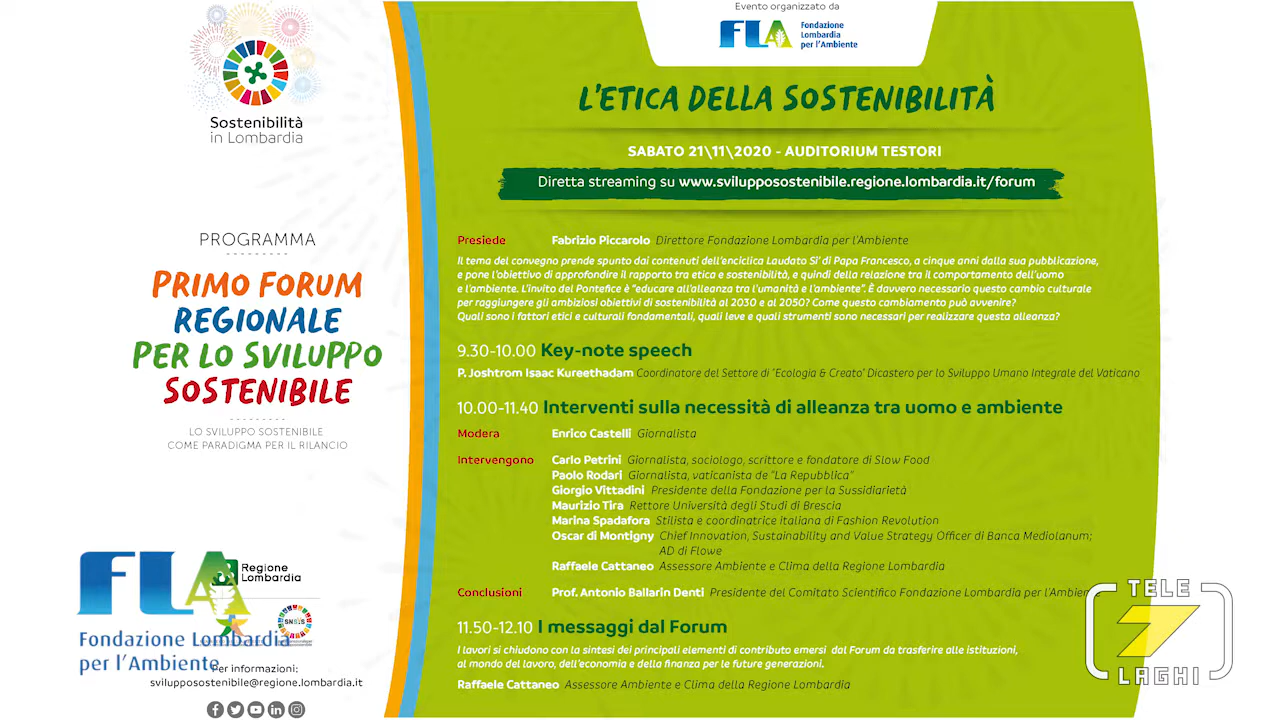 Sostenibilità
in Lombardia
PROGRAMMA
PRIMO FORUM
REGIONALE
PER LO SVILUPPO
SOSTENIBILE
LO SVILUPPO SOSTENIBILE
COME PARADIGMA PER IL RILANCIO
FLA
Regione
Lombardia
SNSvS
Fondazione Lombardia
per l'Ambiente
Per informazioni:
svilupposostenibile@regione.lombardia.it
Evento organizzato da
FLA
Fondazione
Lombardia
per l'Ambiente
L'ETICA DELLA SOSTENIBILITÀ
SABATO 21\11\2020 - AUDITORIUM TESTORI
Diretta streaming su www.svilupposostenibile.regione.lombardia.it/forum
Presiede Fabrizio Piccarolo Direttore Fondazione Lombardia per l'Ambiente
Il tema del convegno prende spunto dai contenuti dell'enciclica Laudato Si' di Papa Francesco, a cinque anni dalla sua pubblicazione,
e pone l'obiettivo di approfondire il rapporto tra etica e sostenibilità, e quindi della relazione tra il comportamento dell'uomo
e l'ambiente. L'invito del Pontefice è "educare all'alleanza tra l'umanità e l'ambiente". È davvero necessario questo cambio culturale
per raggiungere gli ambiziosi obiettivi di sostenibilità al 2030 e al 2050? Come questo cambiamento può avvenire?
Quali sono i fattori etici e culturali fondamentali, quali leve e quali strumenti sono necessari per realizzare questa alleanza?
9.30-10.00 Key-note speech
P. Joshtrom Isaac Kureethadam Coordinatore del Settore di "Ecologia & Creato" Dicastero per lo Sviluppo Umano Integrale del Vaticano
10.00-11.40 Interventi sulla necessità di alleanza tra uomo e ambiente
Modera Enrico Castelli Giornalista
Intervengono Carlo Petrini Giornalista, sociologo, scrittore e fondatore di Slow Food
Paolo Rodari Giornalista, vaticanista de "La Repubblica"
Giorgio Vittadini Presidente della Fondazione per la Sussidiarietà
Maurizio Tira Rettore Università degli Studi di Brescia
Marina Spadafora Stilista e coordinatrice italiana di Fashion Revolution
Oscar di Montigny Chief Innovation, Sustainability and Value Strategy Officer di Banca Mediolanum;
AD di Flowe
Raffaele Cattaneo Assessore Ambiente e Clima della Regione Lombardia
Conclusioni Prof. Antonio Ballarin Denti Presidente del Comitato Scientifico Fondazione Lombardia per l'Ambiente
11.50-12.10 I messaggi dal Forum
I lavori si chiudono con la sintesi dei principali elementi di contributo emersi dal Forum da trasferire alle istituzioni,
al mondo del lavoro, dell'economia e della finanza per le future generazioni.
Raffaele Cattaneo Assessore Ambiente e Clima della Regione Lombardia
TELE
7
LAGHI